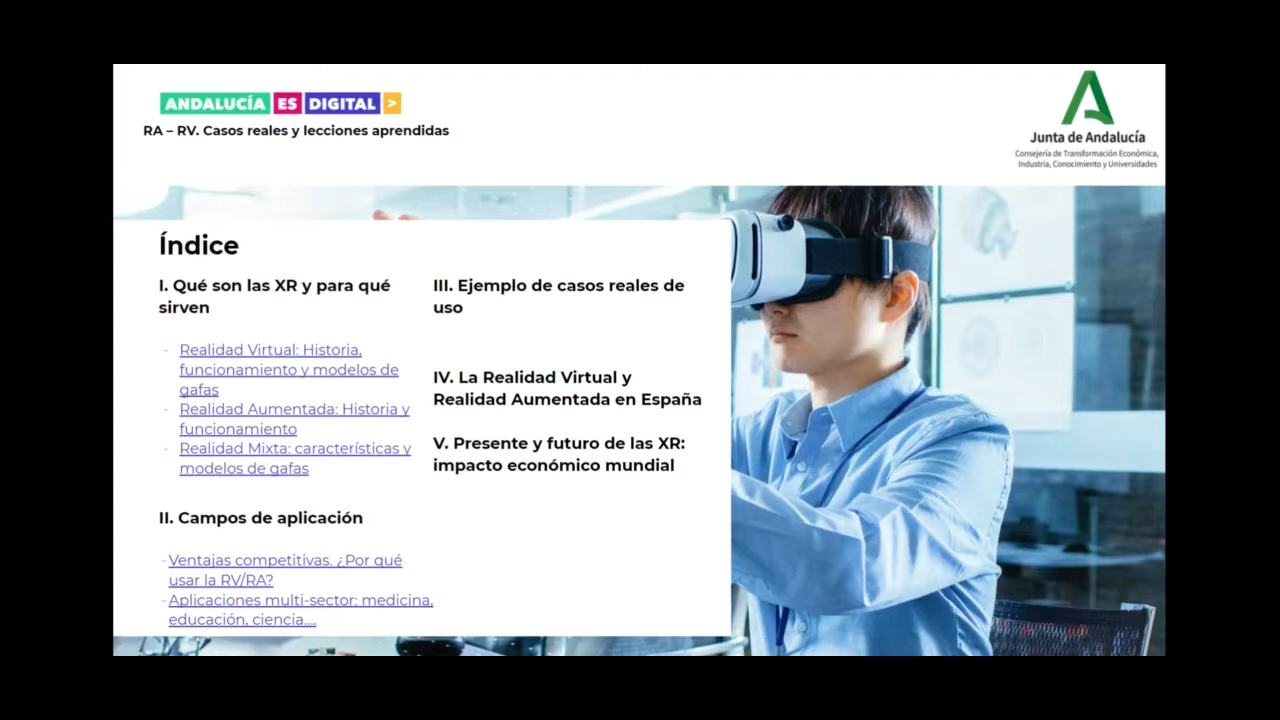 ANDALUCÍA ES DIGITAL >
RA – RV. Casos reales y lecciones aprendidas
Junta de Andalucía
Consejería de Transformación Económica,
Industria, Conocimiento y Universidades
Índice
I. Qué son las XR y para qué
sirven
- Realidad Virtual: Historia,
funcionamiento y modelos de
gafas
- Realidad Aumentada: Historia y
funcionamiento
- Realidad Mixta: características y
modelos de gafas
II. Campos de aplicación
- Ventajas competitivas. ¿Por qué
usar la RV/RA?
- Aplicaciones multi-sector: medicina,
educación, ciencia....
III. Ejemplo de casos reales de
uso
IV. La Realidad Virtual y
Realidad Aumentada en España
V. Presente y futuro de las XR:
impacto económico mundial